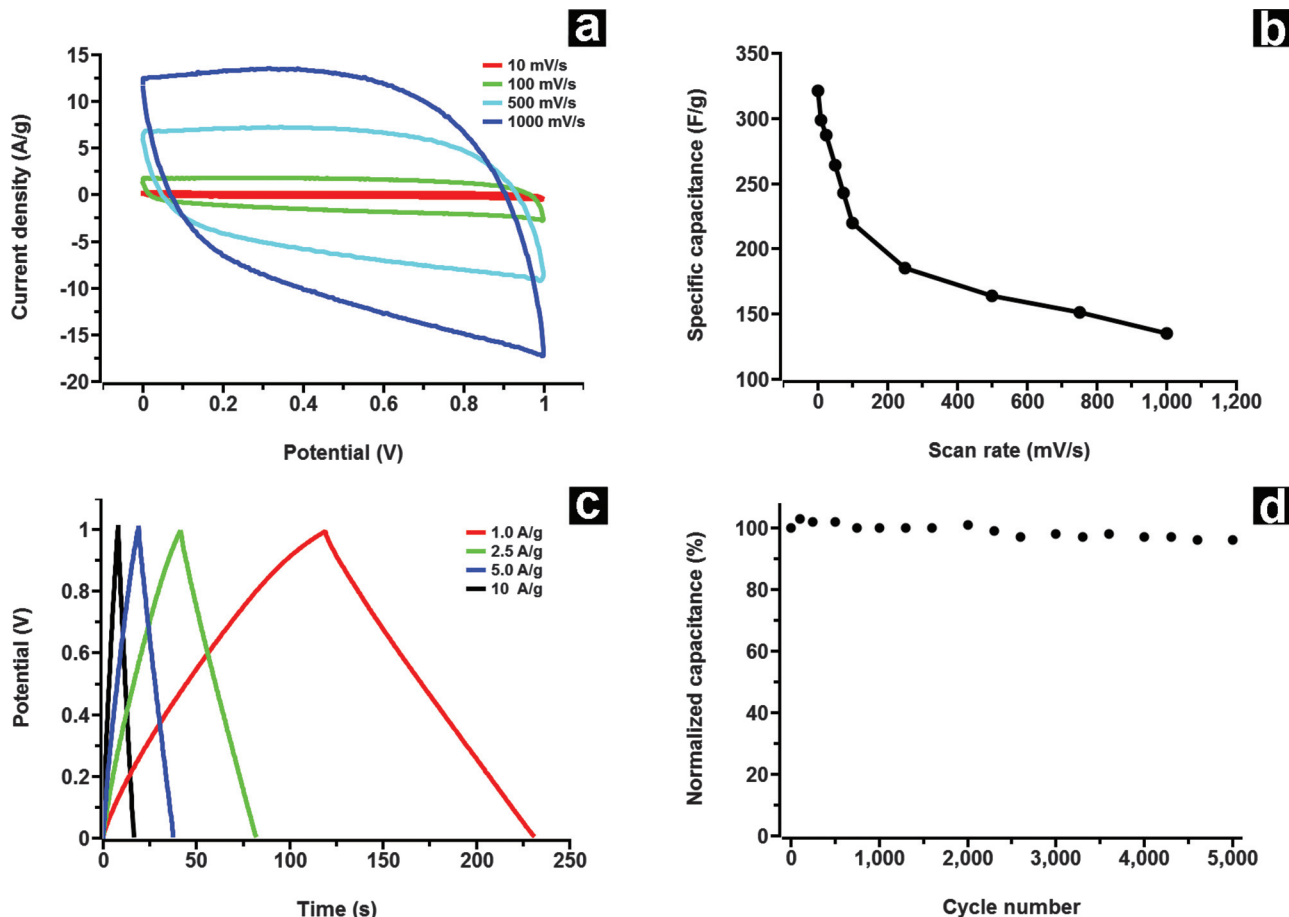 a
Current density (A/g)
15
10
5
0
-5
-10
-15
-20
10 mV/s
100 mV/s
500 mV/s
1000 mV/s
0 0.2 0.4 0.6 0.8 1
Potential (V)
b
Specific capacitance (F/g)
350
300
250
200
150
100
0 200 400 600 800 1,000 1,200
Scan rate (mV/s)
c
Potential (V)
1
0.8
0.6
0.4
0.2
0
1.0 A/g
2.5 A/g
5.0 A/g
10 A/g
0 50 100 150 200 250
Time (s)
d
Normalized capacitance (%)
100
80
60
40
20
0
0 1,000 2,000 3,000 4,000 5,000
Cycle number